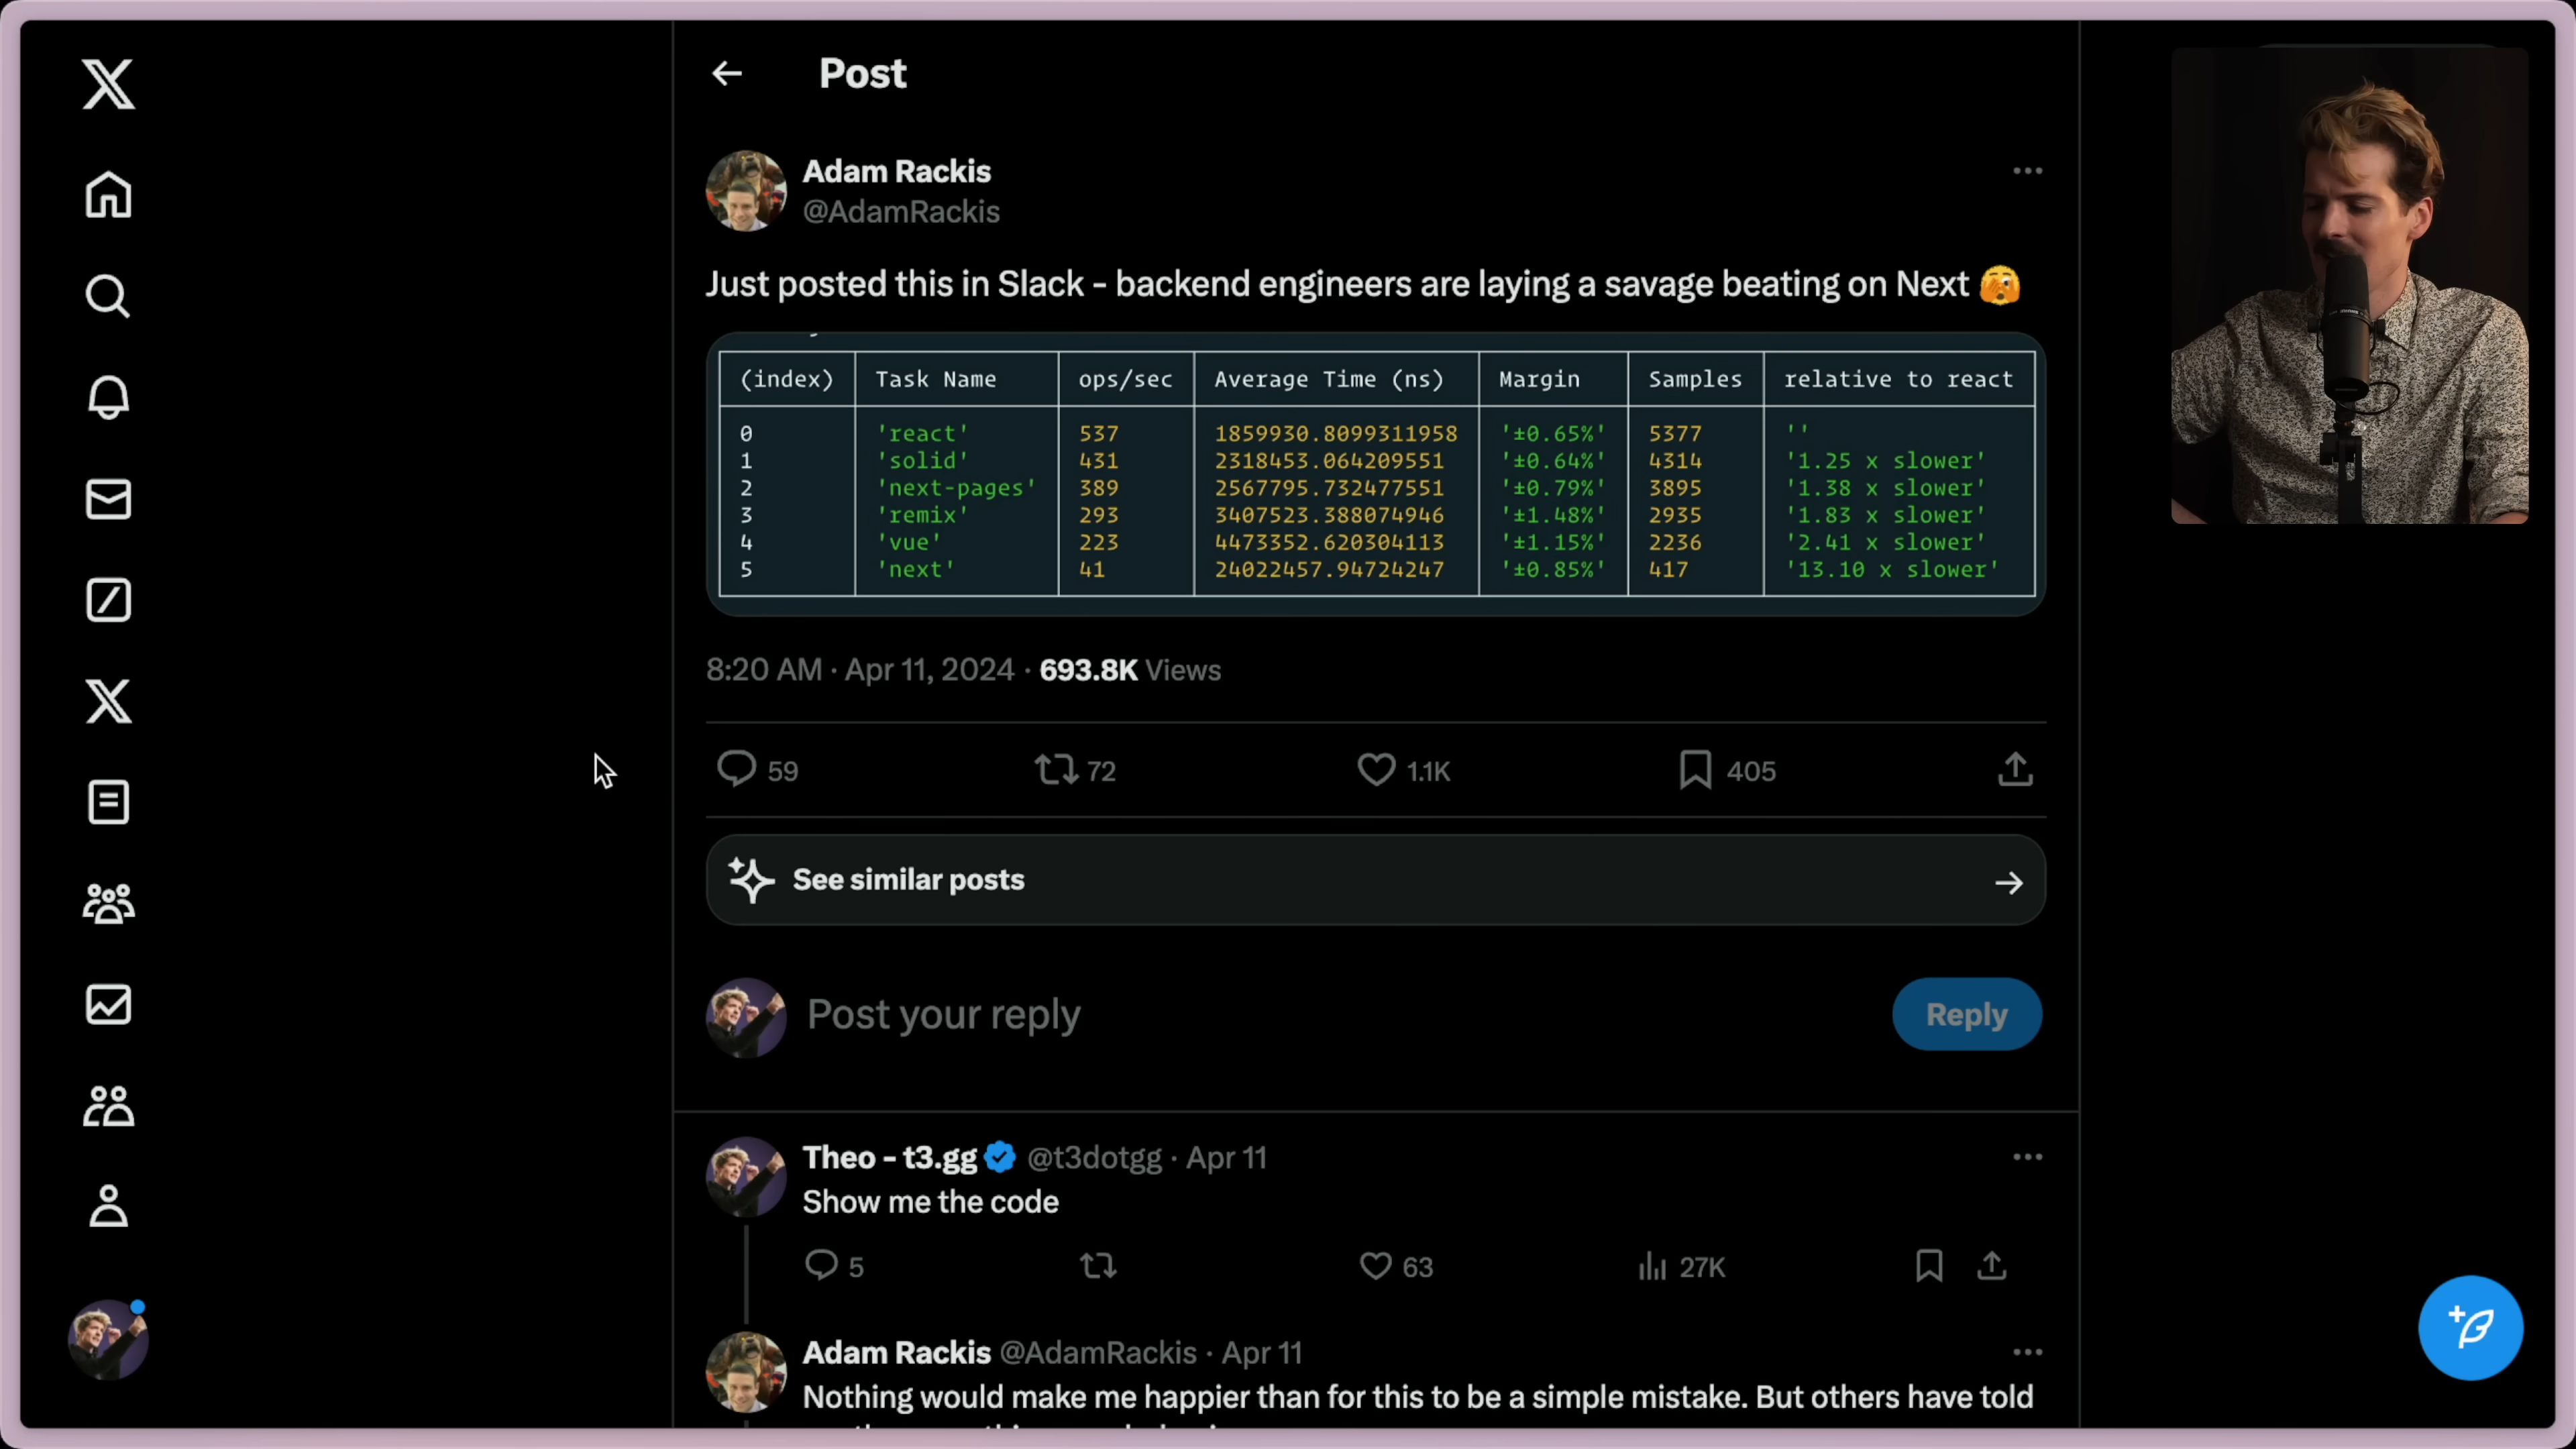 Post
Adam Rackis
@AdamRackis
Just posted this in Slack - backend engineers are laying a savage beating on Next 🫣
(index) Task Name ops/sec Average Time (ns) Margin Samples relative to react
0 'react' 537 1859930.8099311958 '±0.65%' 5377 ''
1 'solid' 431 2318453.064209551 '±0.64%' 4314 '1.25 x slower'
2 'next-pages' 389 2567795.732477551 '±0.79%' 3895 '1.38 x slower'
3 'remix' 293 3407523.388074946 '±1.48%' 2935 '1.83 x slower'
4 'vue' 223 4473352.620304113 '±1.15%' 2236 '2.41 x slower'
5 'next' 41 24022457.94724247 '±0.85%' 417 '13.10 x slower'
8:20 AM · Apr 11, 2024 · 693.8K Views
59 72 1.1K 405
See similar posts
Post your reply
Reply
Theo - t3.gg @t3dotgg · Apr 11
Show me the code
5 63 27K
Adam Rackis @AdamRackis · Apr 11
Nothing would make me happier than for this to be a simple mistake. But others have told